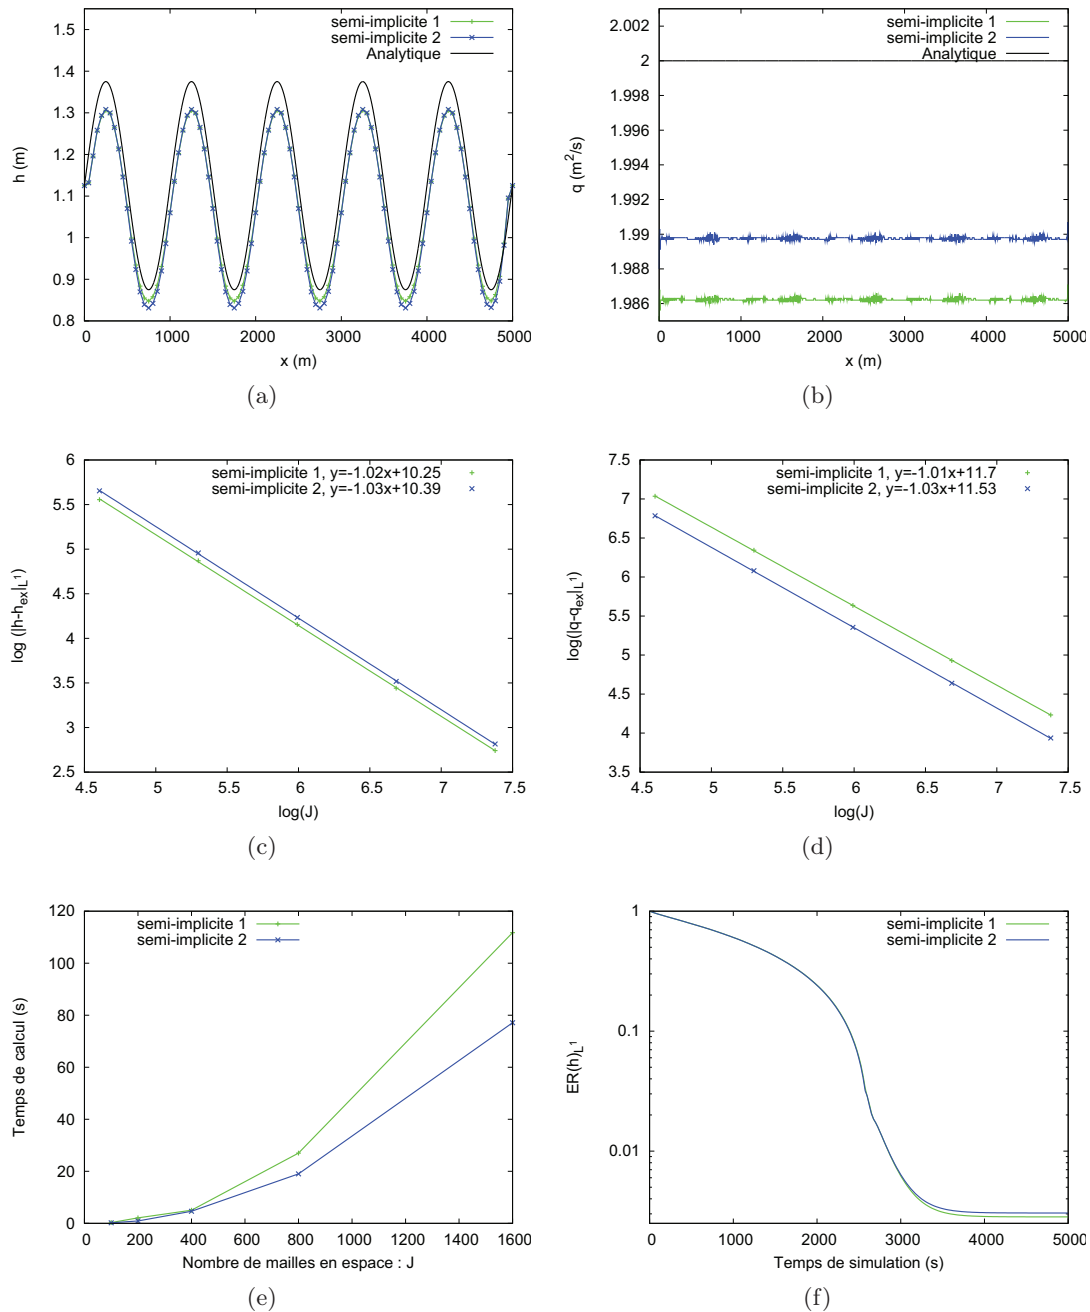 semi-implicite 1
semi-implicite 2
Analytique
1.5
1.4
1.3
1.2
1.1
1
0.9
0.8
h (m)
0 1000 2000 3000 4000 5000
x (m)
(a)
semi-implicite 1
semi-implicite 2
Analytique
2.002
2
1.998
1.996
1.994
1.992
1.99
1.988
1.986
q (m²/s)
0 1000 2000 3000 4000 5000
x (m)
(b)
semi-implicite 1, y=-1.02x+10.25
semi-implicite 2, y=-1.03x+10.39
6
5.5
5
4.5
4
3.5
3
2.5
log (|h-h_ex|_L¹)
4.5 5 5.5 6 6.5 7 7.5
log(J)
(c)
semi-implicite 1, y=-1.01x+11.7
semi-implicite 2, y=-1.03x+11.53
7.5
7
6.5
6
5.5
5
4.5
4
3.5
log(|q-q_ex|_L¹)
4.5 5 5.5 6 6.5 7 7.5
log(J)
(d)
semi-implicite 1
semi-implicite 2
120
100
80
60
40
20
0
Temps de calcul (s)
0 200 400 600 800 1000 1200 1400 1600
Nombre de mailles en espace : J
(e)
semi-implicite 1
semi-implicite 2
1
0.1
0.01
ER(h)_L¹
0 1000 2000 3000 4000 5000
Temps de simulation (s)
(f)